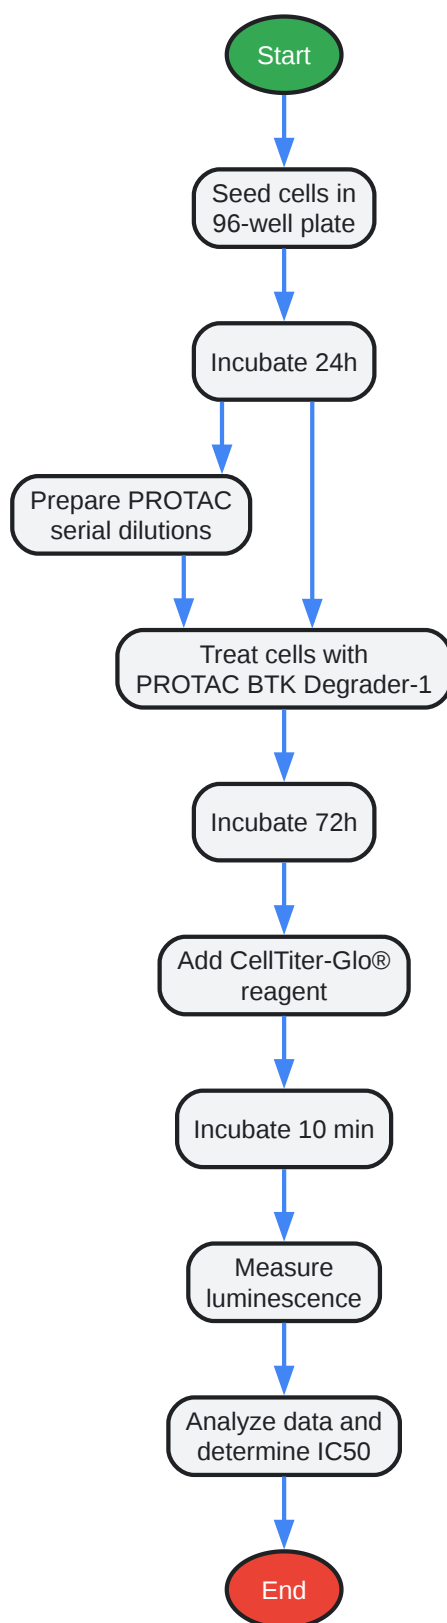 Start
Seed cells in
96-well plate
Incubate 24h
Prepare PROTAC
serial dilutions
Treat cells with
PROTAC BTK Degrader-1
Incubate 72h
Add CellTiter-Glo®
reagent
Incubate 10 min
Measure
luminescence
Analyze data and
determine IC50
End